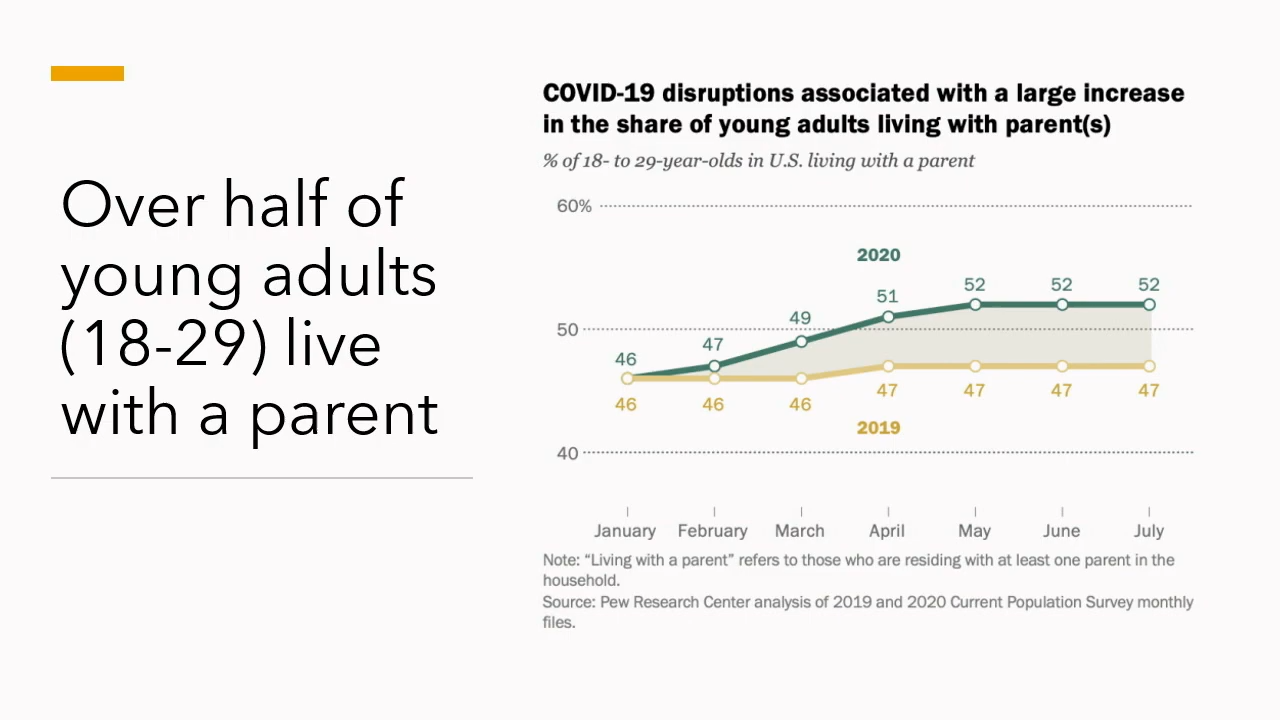 Over half of
young adults
(18-29) live
with a parent
COVID-19 disruptions associated with a large increase
in the share of young adults living with parent(s)
% of 18- to 29-year-olds in U.S. living with a parent
60%
2020
46 47 49 51 52 52 52
50
46 46 46 47 47 47 47
2019
40
January February March April May June July
Note: “Living with a parent” refers to those who are residing with at least one parent in the
household.
Source: Pew Research Center analysis of 2019 and 2020 Current Population Survey monthly
files.